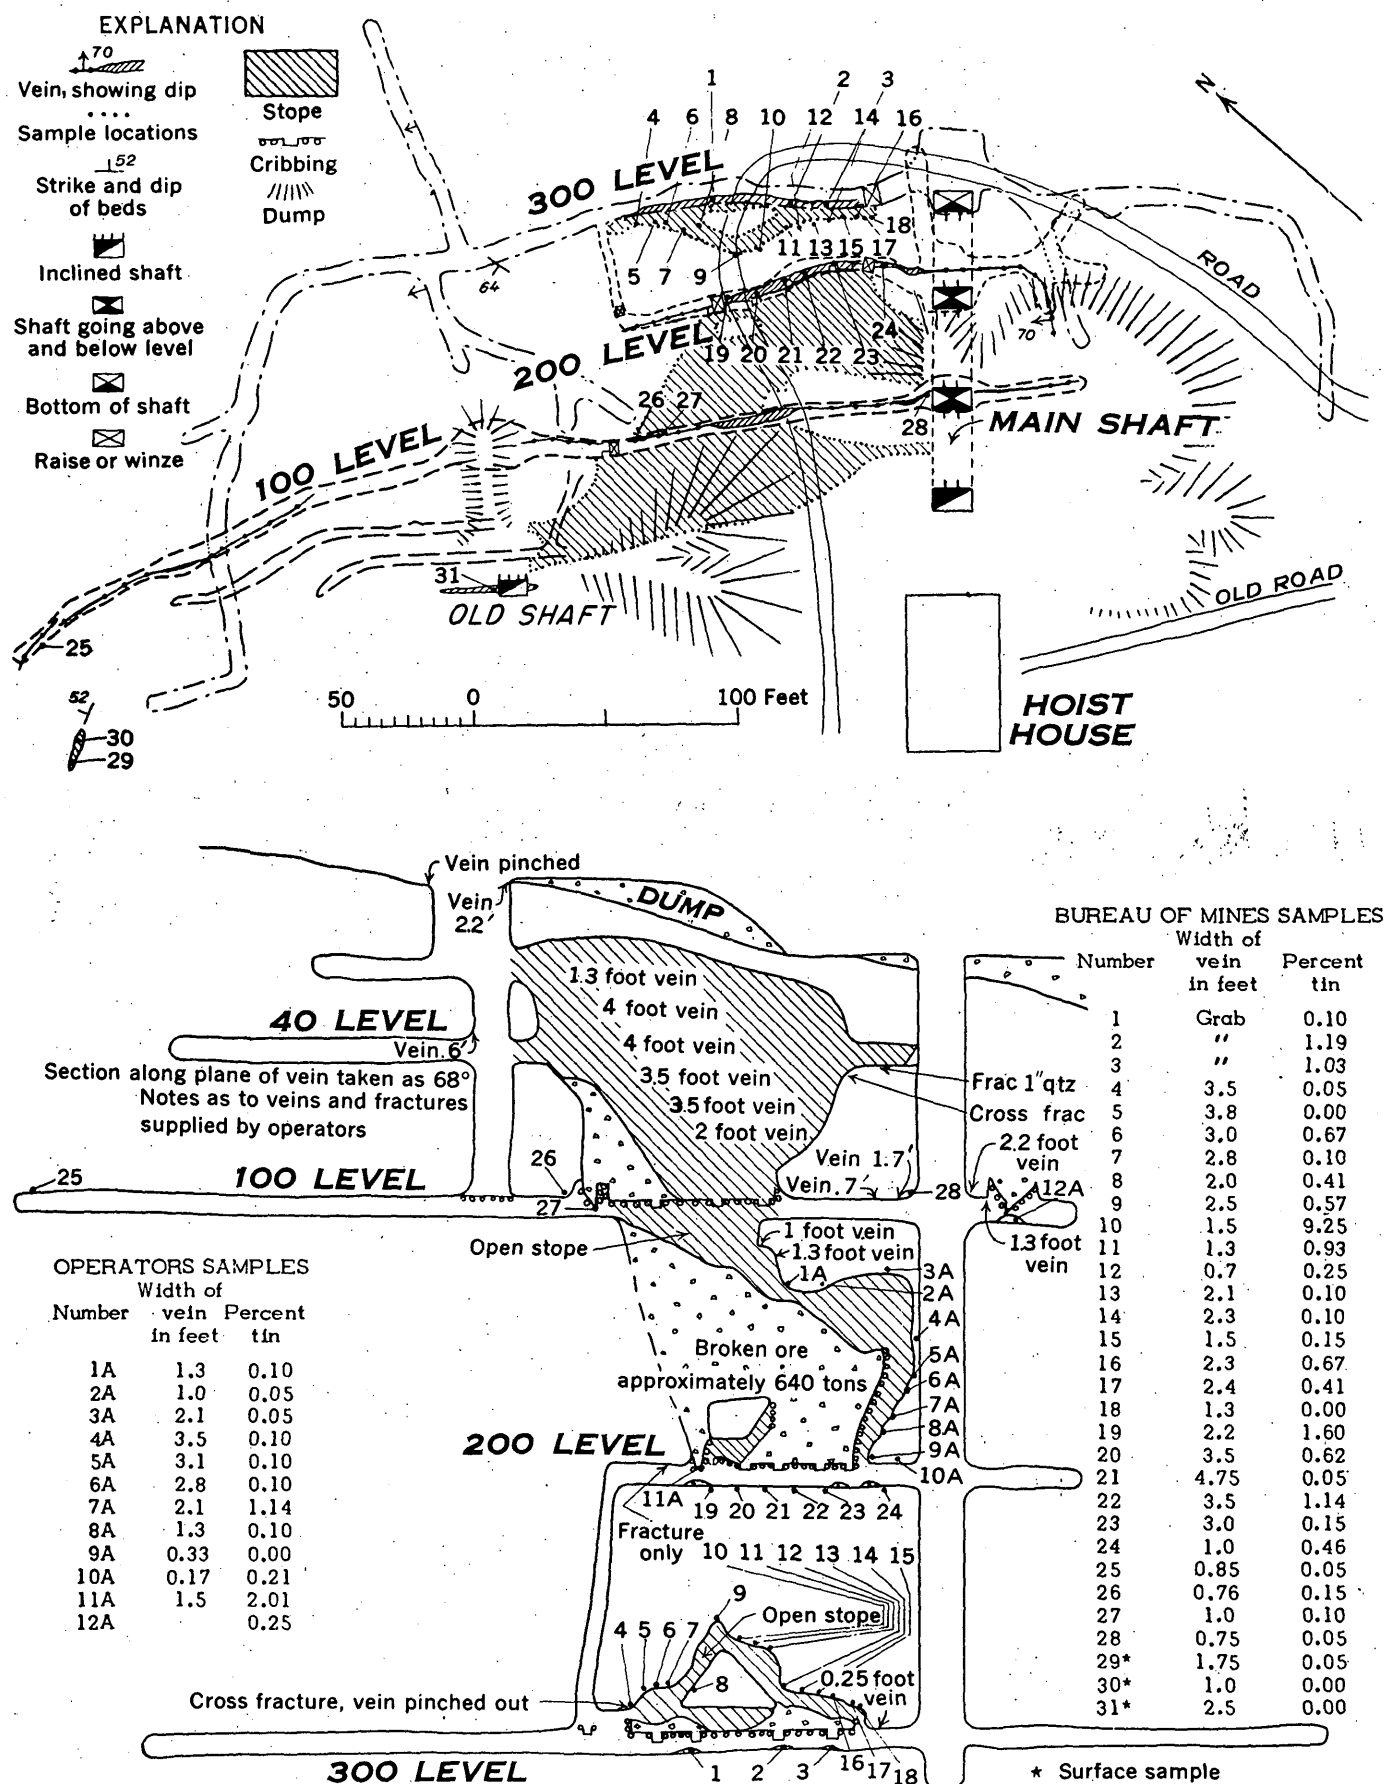 EXPLANATION
70
Vein, showing dip
Sample locations
52
Strike and dip
of beds
Inclined shaft
Shaft going above
and below level
Bottom of shaft
Raise or winze
Stope
Cribbing
Dump
N
1 2 3
4 6 8 10 12 14 16
300 LEVEL
5 7 9 11 13 15 17
18
64
ROAD
200 LEVEL
19 20 21 22 23
24
70
26 27
28
MAIN SHAFT
100 LEVEL
31
OLD SHAFT
25
OLD ROAD
52
30
29
50 0 100 Feet
HOIST
HOUSE
Vein pinched
Vein
2.2'
DUMP
1.3 foot vein
4 foot vein
4 foot vein
3.5 foot vein
3.5 foot vein
2 foot vein
40 LEVEL
Vein .6'
Section along plane of vein taken as 68°
Notes as to veins and fractures
supplied by operators
Frac 1"qtz
Cross frac
2.2 foot
vein
Vein 1.7'
Vein .7'
12A
28
100 LEVEL
25
26
27
1.3 foot
vein
Open stope
1 foot vein
1.3 foot vein
1A
3A
2A
4A
5A
6A
7A
8A
9A
10A
Broken ore
approximately 640 tons
200 LEVEL
11A
19 20 21 22 23 24
Fracture
only
10 11 12 13 14 15
9
Open stope
4 5 6 7
8
0.25 foot
vein
Cross fracture, vein pinched out
300 LEVEL
1 2 3
16 17 18
OPERATORS SAMPLES
Width of
Number vein Percent
in feet tin
1A 1.3 0.10
2A 1.0 0.05
3A 2.1 0.05
4A 3.5 0.10
5A 3.1 0.10
6A 2.8 0.10
7A 2.1 1.14
8A 1.3 0.10
9A 0.33 0.00
10A 0.17 0.21
11A 1.5 2.01
12A 0.25
BUREAU OF MINES SAMPLES
Width of
Number vein Percent
in feet tin
1 Grab 0.10
2 " 1.19
3 " 1.03
4 3.5 0.05
5 3.8 0.00
6 3.0 0.67
7 2.8 0.10
8 2.0 0.41
9 2.5 0.57
10 1.5 9.25
11 1.3 0.93
12 0.7 0.25
13 2.1 0.10
14 2.3 0.10
15 1.5 0.15
16 2.3 0.67
17 2.4 0.41
18 1.3 0.00
19 2.2 1.60
20 3.5 0.62
21 4.75 0.05
22 3.5 1.14
23 3.0 0.15
24 1.0 0.46
25 0.85 0.05
26 0.76 0.15
27 1.0 0.10
28 0.75 0.05
29* 1.75 0.05
30* 1.0 0.00
31* 2.5 0.00
* Surface sample